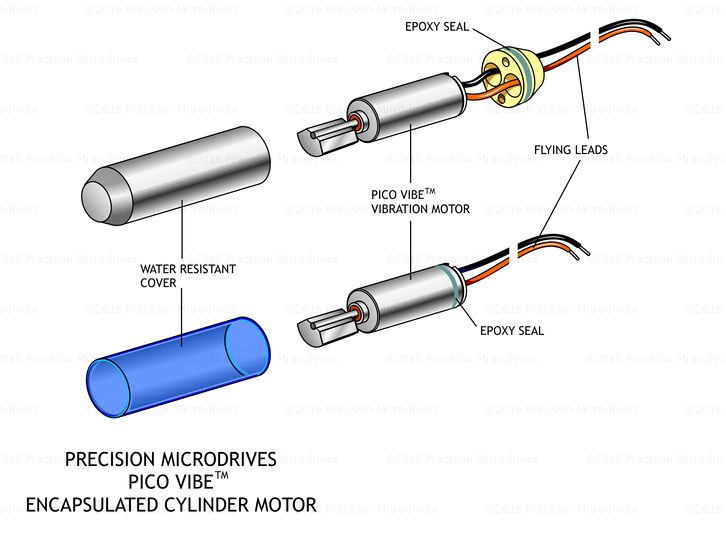 EPOXY SEAL
FLYING LEADS
PICO VIBE™
VIBRATION MOTOR
WATER RESISTANT
COVER
EPOXY SEAL
PRECISION MICRODRIVES
PICO VIBE™
ENCAPSULATED CYLINDER MOTOR
©2016 Precision Microdrives